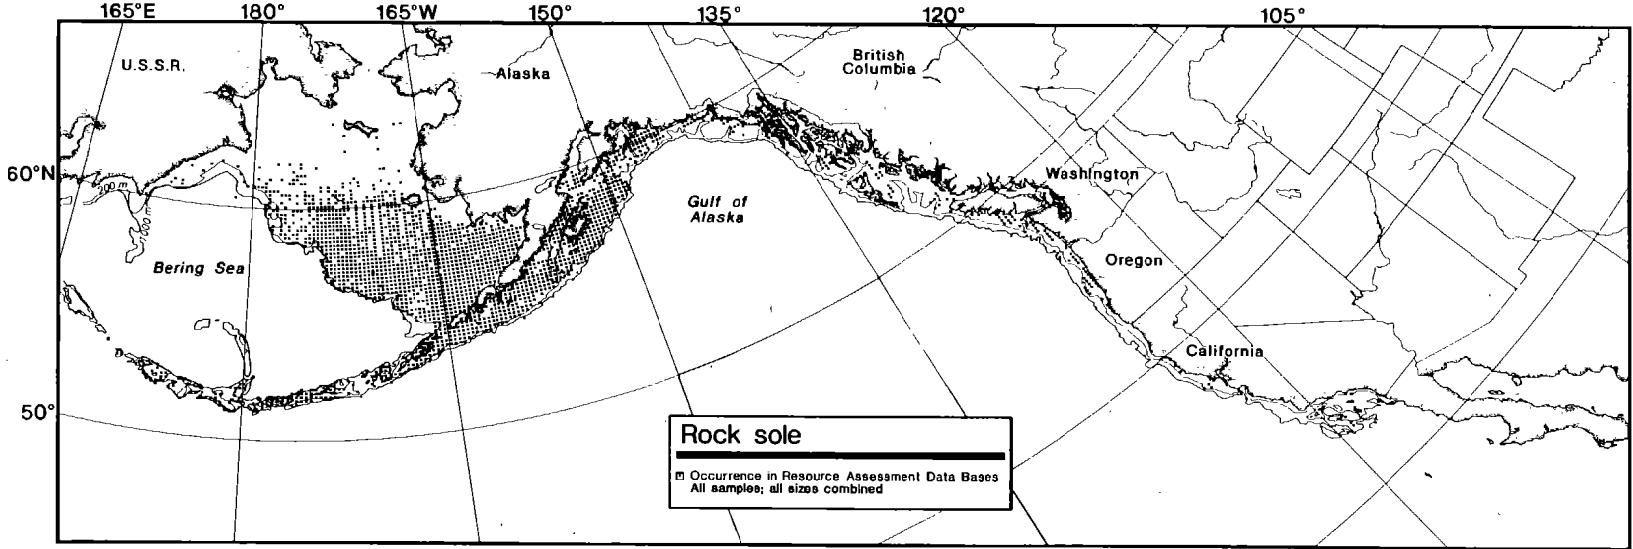 165°E 180° 165°W 150° 135° 120° 105°
U.S.S.R.
Alaska
British
Columbia
60°N
200 m
1000 m
Washington
Gulf of
Alaska
Bering Sea
Oregon
California
50°
Rock sole
Occurrence in Resource Assessment Data Bases
All samples; all sizes combined